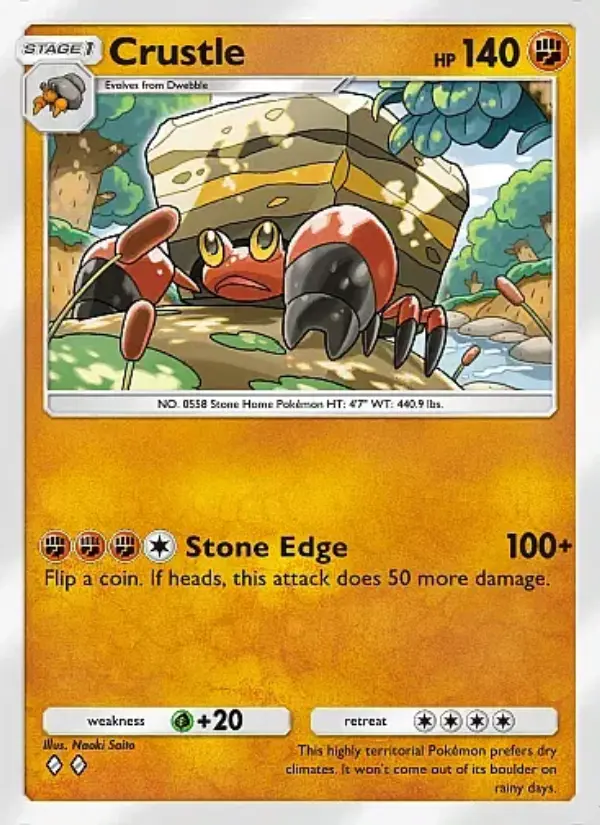 STAGE 1 Crustle HP 140
Evolves from Dwebble
NO. 0558 Stone Home Pokémon HT: 4'7" WT: 440.9 lbs.
Stone Edge 100+
Flip a coin. If heads, this attack does 50 more damage.
weakness +20 retreat
Illus. Naoki Saito
This highly territorial Pokémon prefers dry
climates. It won't come out of its boulder on
rainy days.